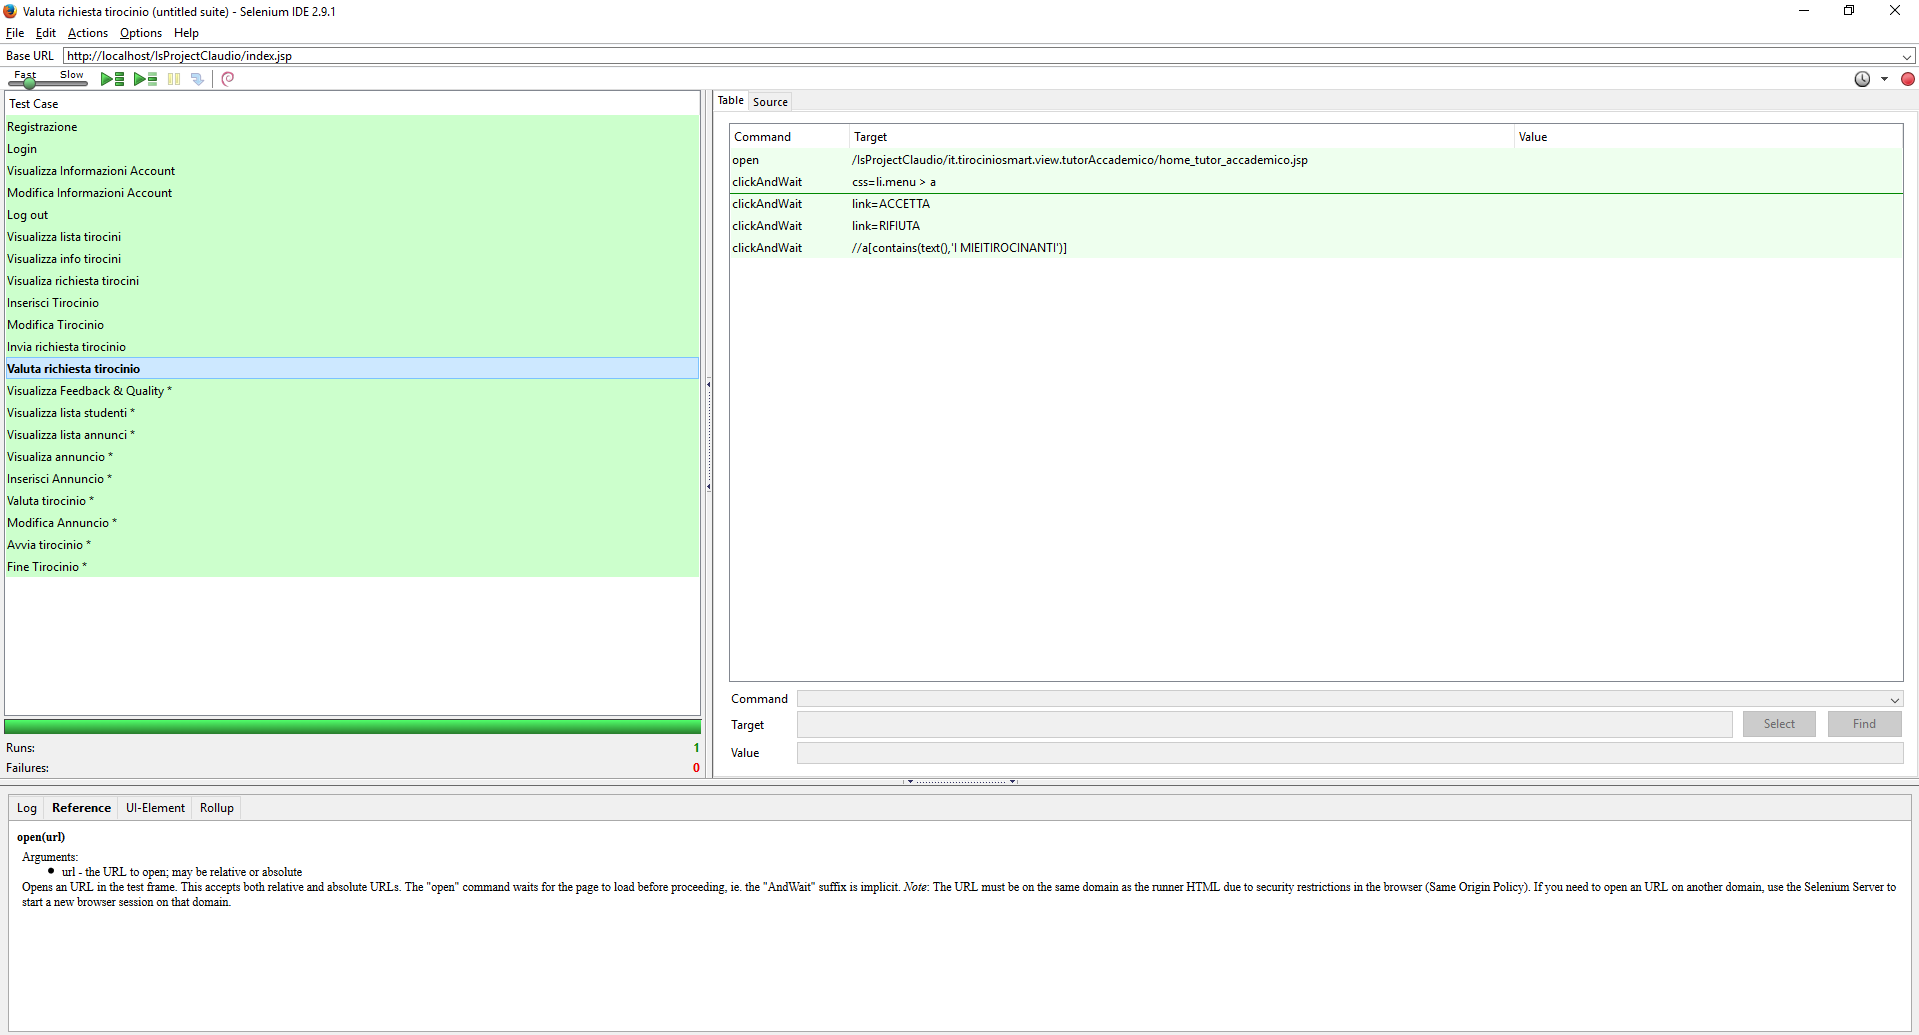 Valuta richiesta tirocinio (untitled suite) - Selenium IDE 2.9.1
File Edit Actions Options Help
Base URL http://localhost/IsProjectClaudio/index.jsp
Fast Slow
Test Case
Registrazione
Login
Visualizza Informazioni Account
Modifica Informazioni Account
Log out
Visualizza lista tirocini
Visualizza info tirocini
Visualiza richiesta tirocini
Inserisci Tirocinio
Modifica Tirocinio
Invia richiesta tirocinio
Valuta richiesta tirocinio
Visualizza Feedback & Quality *
Visualizza lista studenti *
Visualizza lista annunci *
Visualiza annuncio *
Inserisci Annuncio *
Valuta tirocinio *
Modifica Annuncio *
Avvia tirocinio *
Fine Tirocinio *
Runs: 1
Failures: 0
Table Source
Command Target Value
open /IsProjectClaudio/it.tirociniosmart.view.tutorAccademico/home_tutor_accademico.jsp
clickAndWait css=li.menu > a
clickAndWait link=ACCETTA
clickAndWait link=RIFIUTA
clickAndWait //a[contains(text(),'I MIEITIROCINANTI')]
Command
Target Select Find
Value
Log Reference UI-Element Rollup
open(url)
Arguments:
• url - the URL to open; may be relative or absolute
Opens an URL in the test frame. This accepts both relative and absolute URLs. The "open" command waits for the page to load before proceeding, ie. the "AndWait" suffix is implicit. Note: The URL must be on the same domain as the runner HTML due to security restrictions in the browser (Same Origin Policy). If you need to open an URL on another domain, use the Selenium Server to
start a new browser session on that domain.